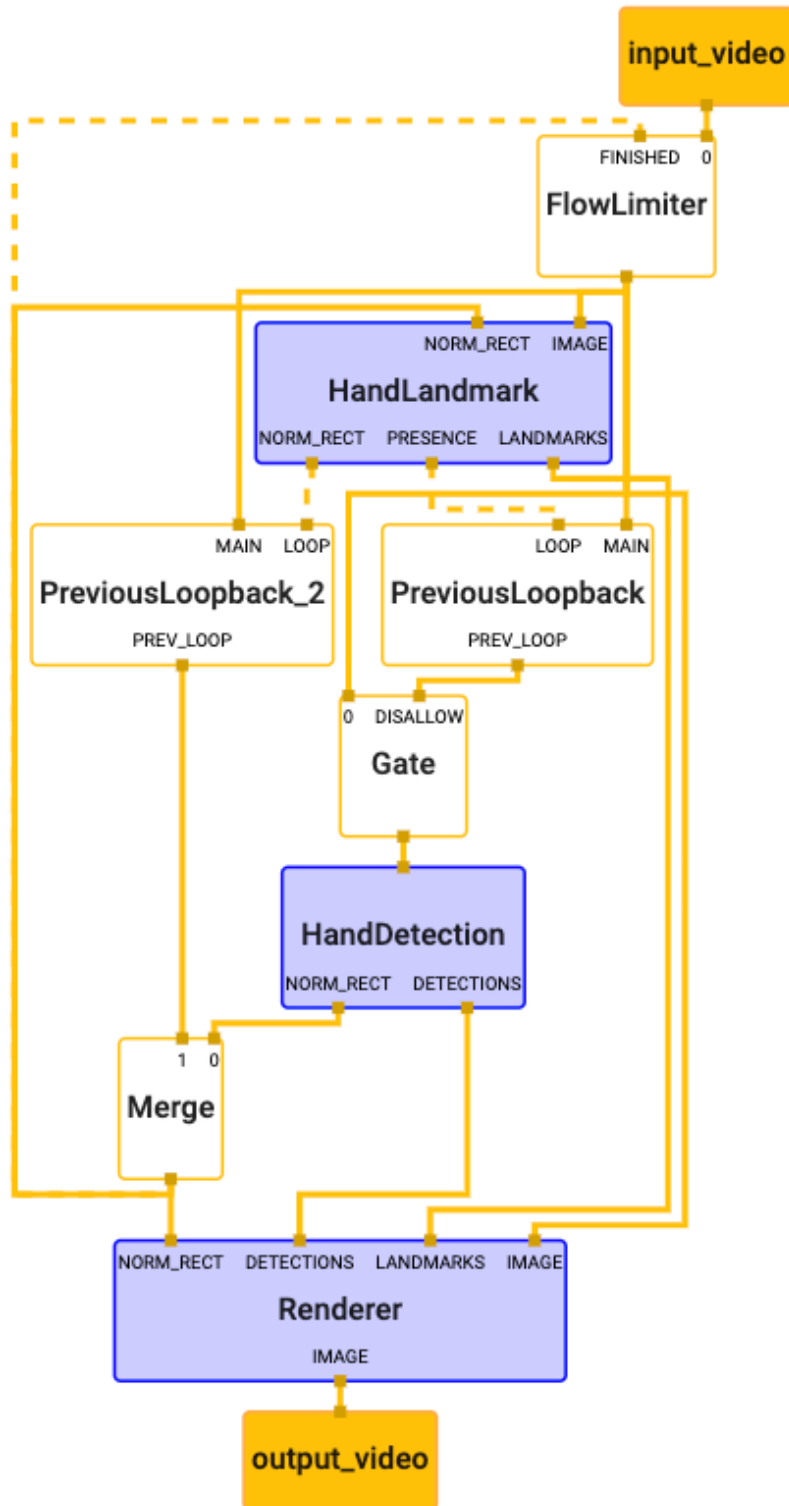 input_video
FINISHED 0
FlowLimiter
NORM_RECT IMAGE
HandLandmark
NORM_RECT PRESENCE LANDMARKS
MAIN LOOP
PreviousLoopback_2
PREV_LOOP
LOOP MAIN
PreviousLoopback
PREV_LOOP
0 DISALLOW
Gate
HandDetection
NORM_RECT DETECTIONS
1 0
Merge
NORM_RECT DETECTIONS LANDMARKS IMAGE
Renderer
IMAGE
output_video